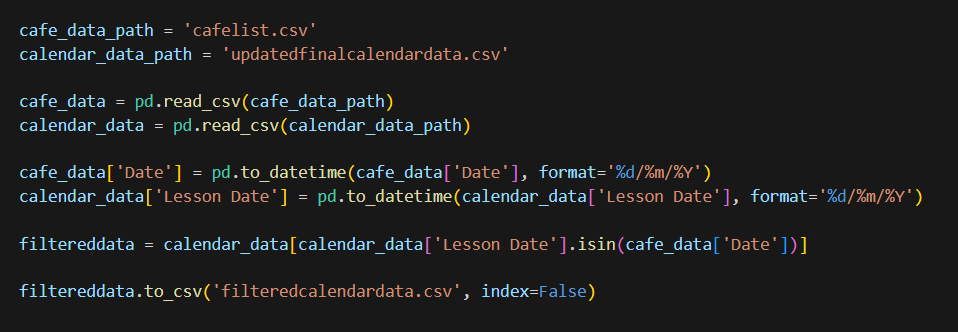 cafe_data_path = 'cafelist.csv'
calendar_data_path = 'updatedfinalcalendardata.csv'
cafe_data = pd.read_csv(cafe_data_path)
calendar_data = pd.read_csv(calendar_data_path)
cafe_data['Date'] = pd.to_datetime(cafe_data['Date'], format='%d/%m/%Y')
calendar_data['Lesson Date'] = pd.to_datetime(calendar_data['Lesson Date'], format='%d/%m/%Y')
filtereddata = calendar_data[calendar_data['Lesson Date'].isin(cafe_data['Date'])]
filtereddata.to_csv('filteredcalendardata.csv', index=False)